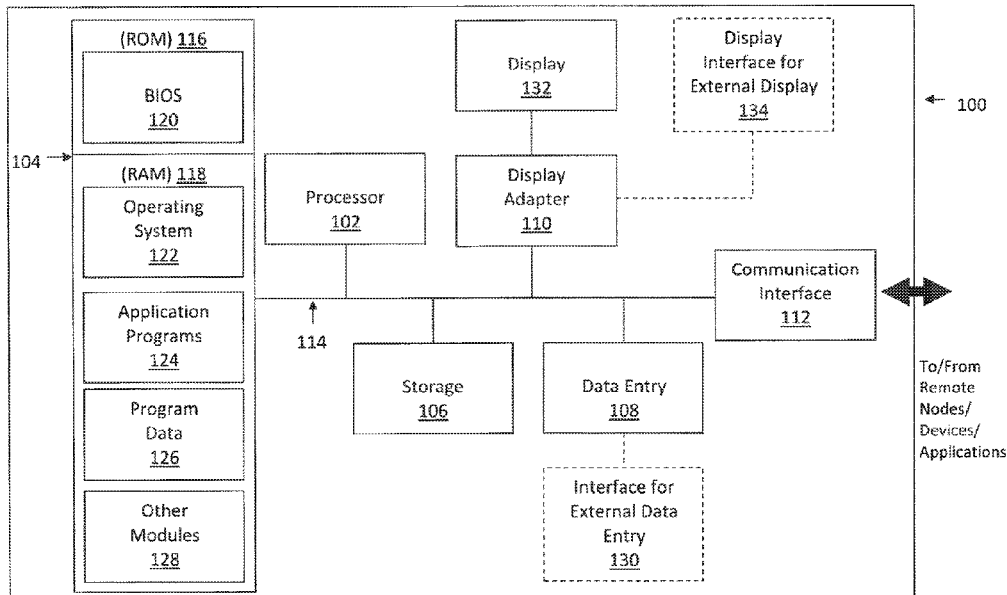 (ROM) 116
BIOS
120
104
(RAM) 118
Operating
System
122
Application
Programs
124
Program
Data
126
Other
Modules
128
Processor
102
114
Display
132
Display
Adapter
110
Display
Interface for
External Display
134
100
Communication
Interface
112
Storage
106
Data Entry
108
Interface for
External Data
Entry
130
To/From
Remote
Nodes/
Devices/
Applications